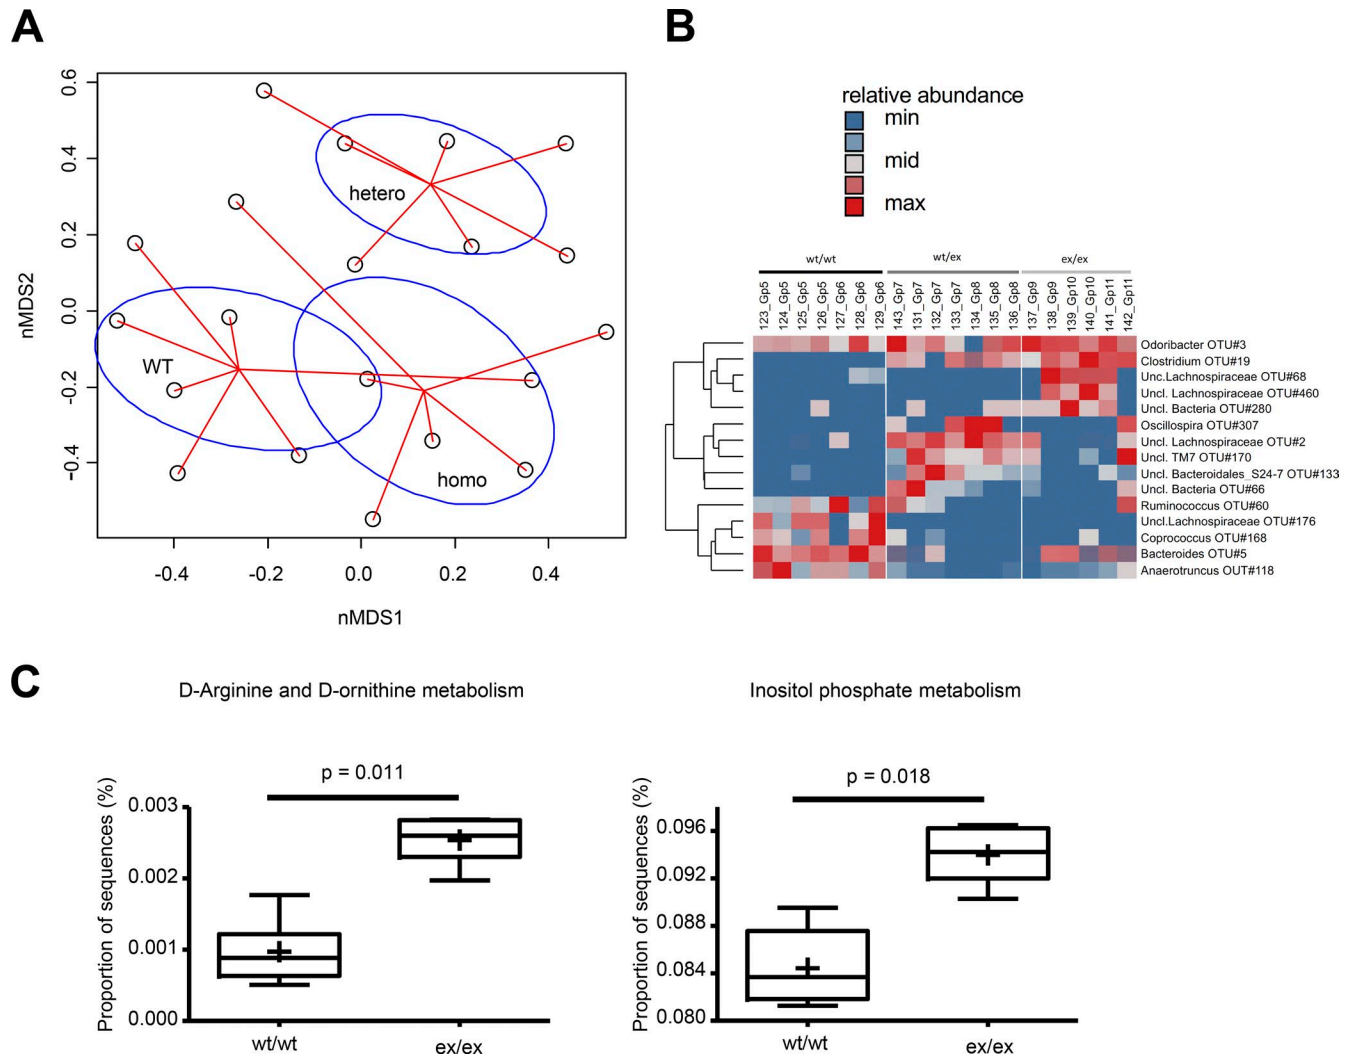 A
0.6
0.4
0.2
0.0
-0.2
-0.4
nMDS2
hetero
WT
homo
-0.4 -0.2 0.0 0.2 0.4
nMDS1
B
relative abundance
min
mid
max
wt/wt wt/ex ex/ex
123_Gp5 124_Gp5 125_Gp5 126_Gp5 127_Gp6 128_Gp6 129_Gp6 143_Gp7 131_Gp7 132_Gp7 133_Gp7 134_Gp8 135_Gp8 136_Gp8 137_Gp9 138_Gp9 139_Gp10 140_Gp10 141_Gp11 142_Gp11
Odoribacter OTU#3
Clostridium OTU#19
Unc.Lachnospiraceae OTU#68
Uncl. Lachnospiraceae OTU#460
Uncl. Bacteria OTU#280
Oscillospira OTU#307
Uncl. Lachnospiraceae OTU#2
Uncl. TM7 OTU#170
Uncl. Bacteroidales_S24-7 OTU#133
Uncl. Bacteria OTU#66
Ruminococcus OTU#60
Uncl.Lachnospiraceae OTU#176
Coprococcus OTU#168
Bacteroides OTU#5
Anaerotruncus OUT#118
C
D-Arginine and D-ornithine metabolism
p = 0.011
Proportion of sequences (%)
0.003
0.002
0.001
0.000
wt/wt ex/ex
Inositol phosphate metabolism
p = 0.018
Proportion of sequences (%)
0.096
0.092
0.088
0.084
0.080
wt/wt ex/ex